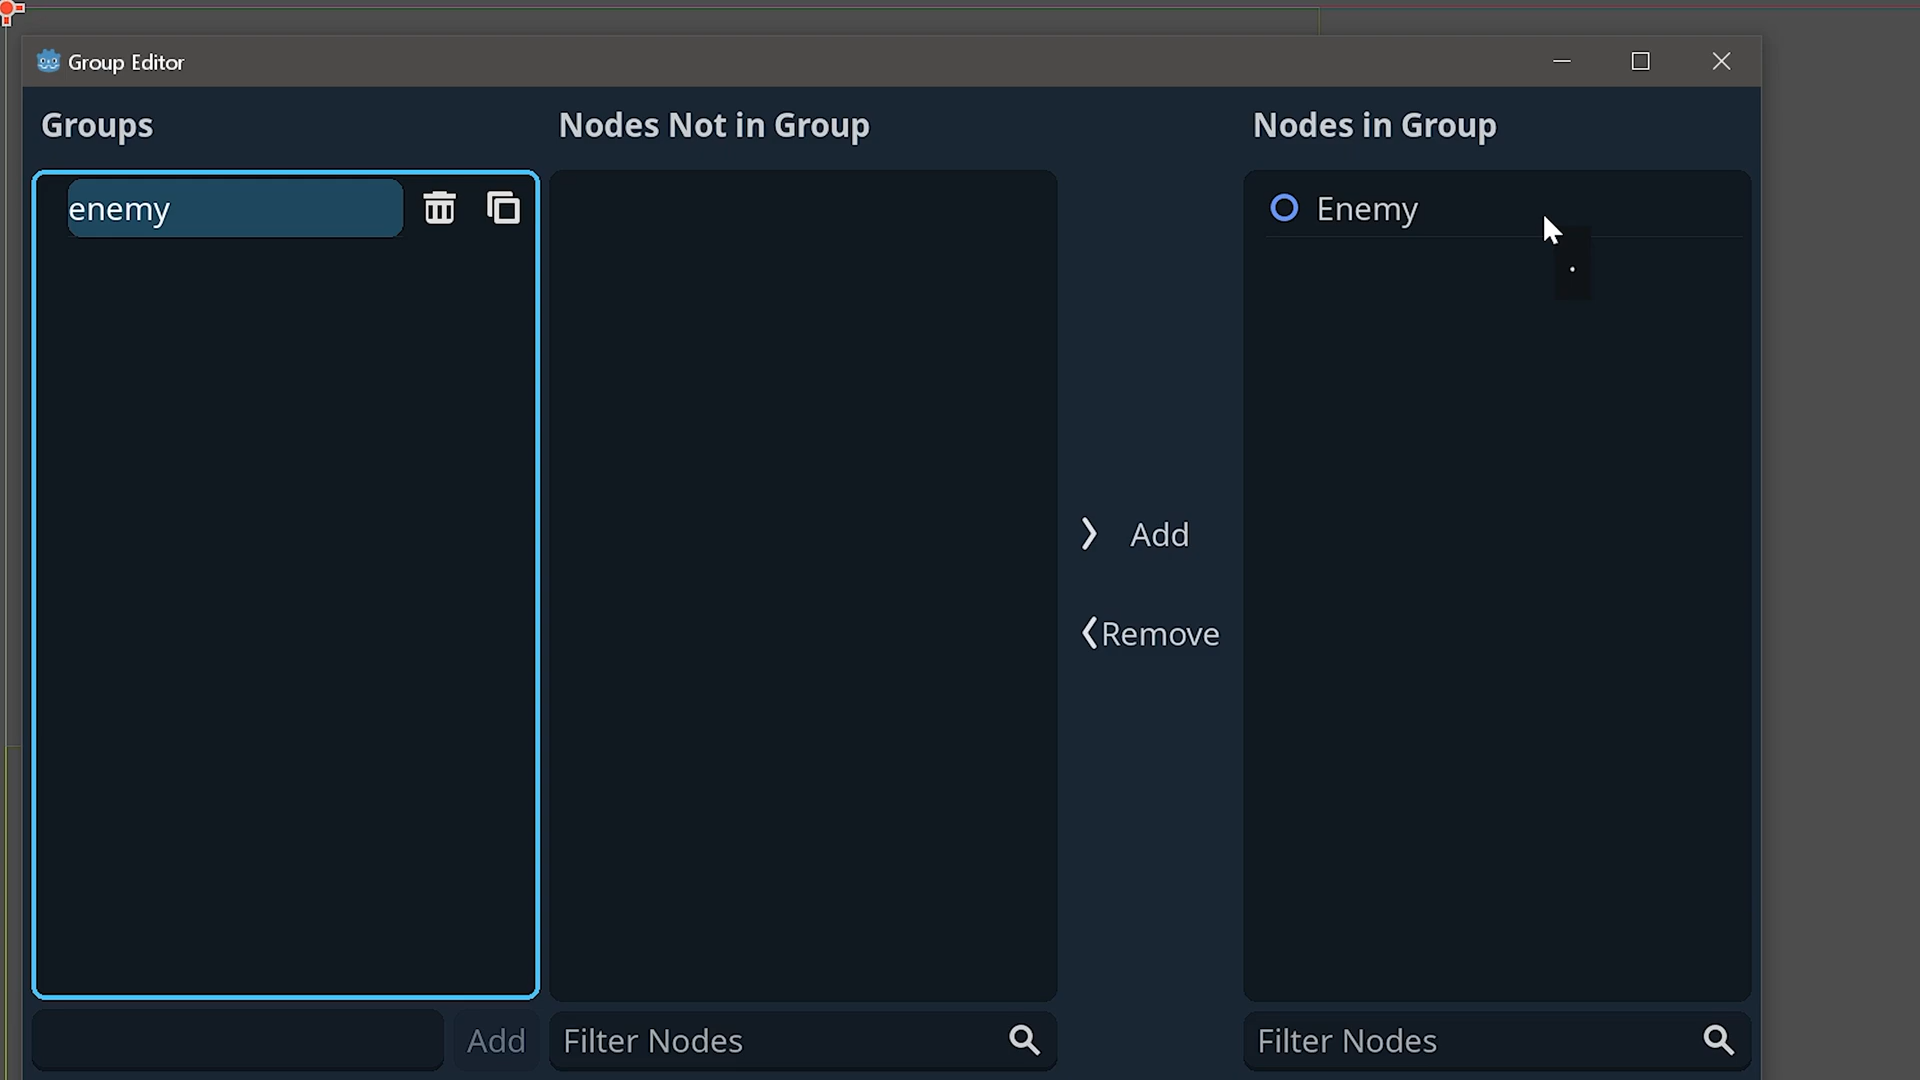 Group Editor
Groups
Nodes Not in Group
Nodes in Group
enemy
Enemy
.
Add
Remove
Add
Filter Nodes
Filter Nodes